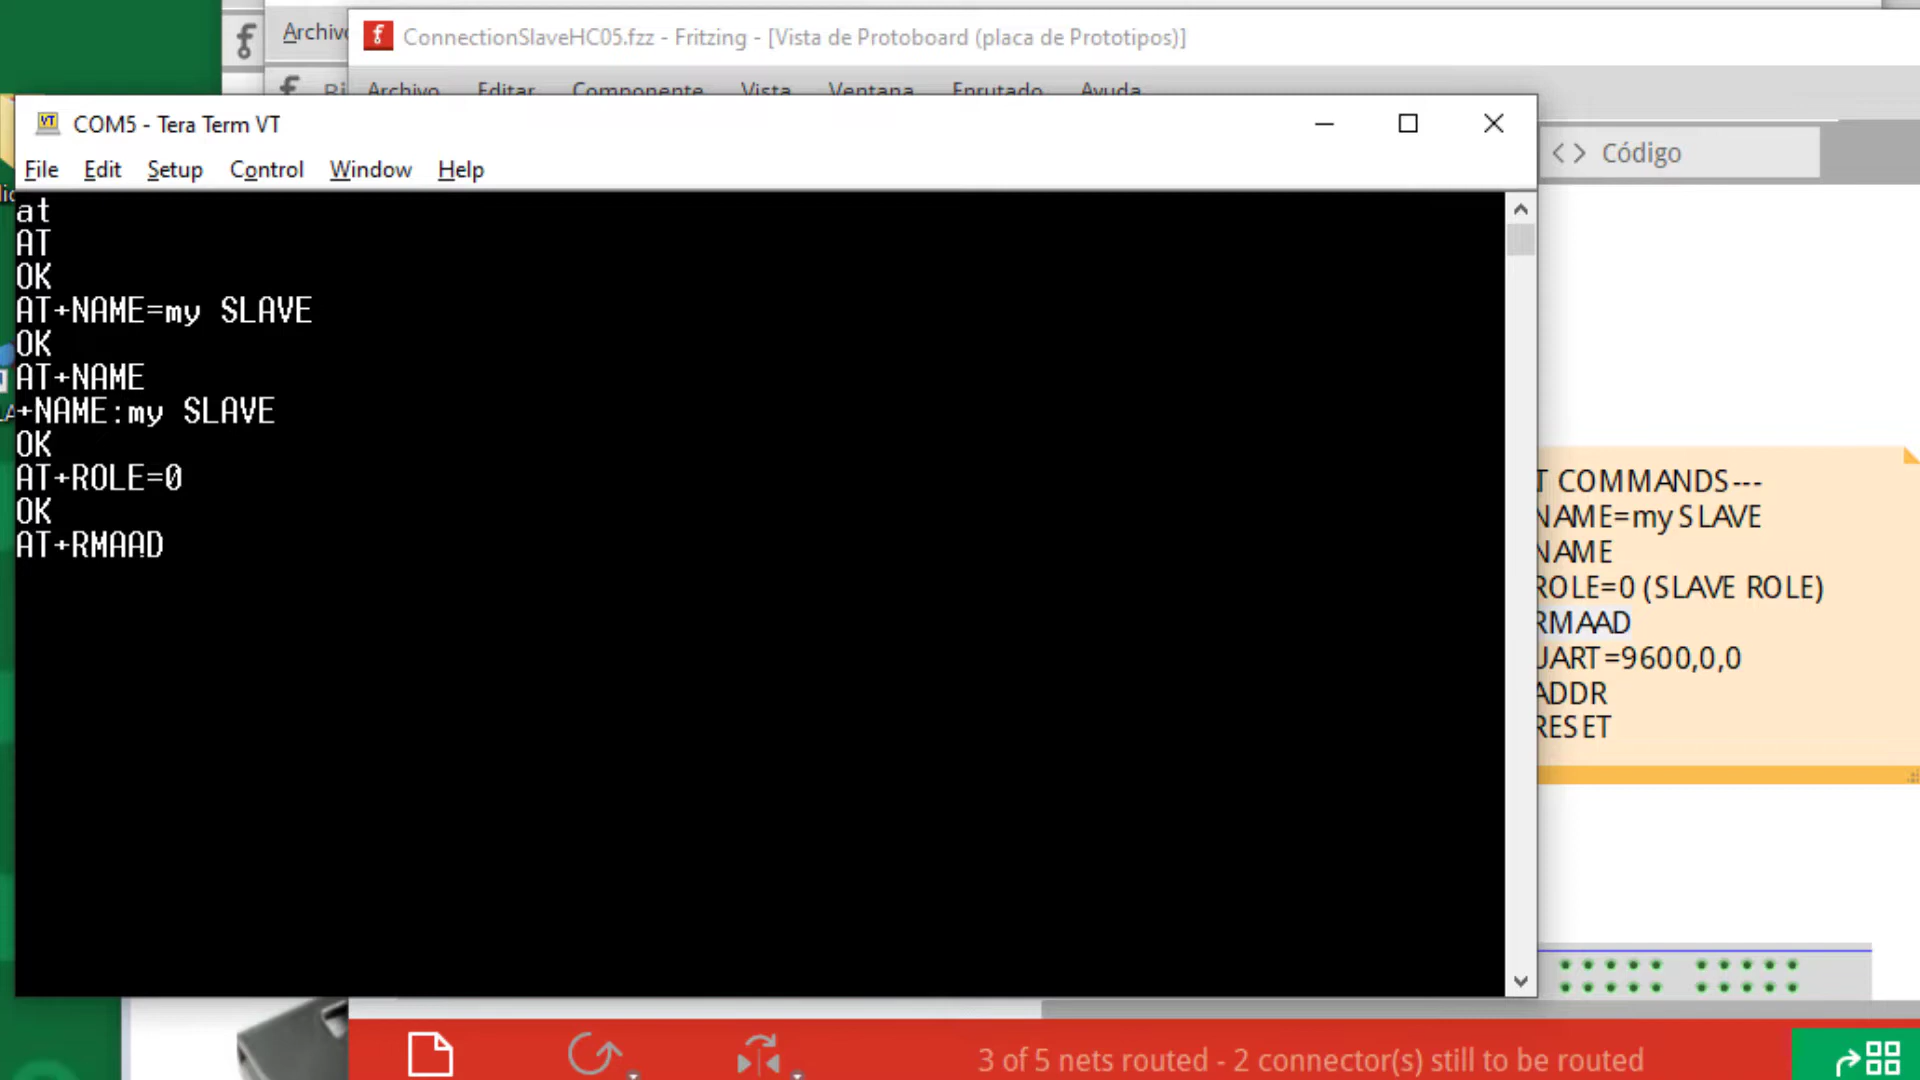 Archivo
ConnectionSlaveHC05.fzz - Fritzing - [Vista de Protoboard (placa de Prototipos)]
Archivo Editar Componente Vista Ventana Enrutado Ayuda
COM5 - Tera Term VT
File Edit Setup Control Window Help
Código
at
AT
OK
AT+NAME=my SLAVE
OK
AT+NAME
+NAME:my SLAVE
OK
AT+ROLE=0
OK
AT+RMAAD
T COMMANDS---
NAME=my SLAVE
NAME
ROLE=0 (SLAVE ROLE)
RMAAD
UART=9600,0,0
ADDR
RESET
3 of 5 nets routed - 2 connector(s) still to be routed